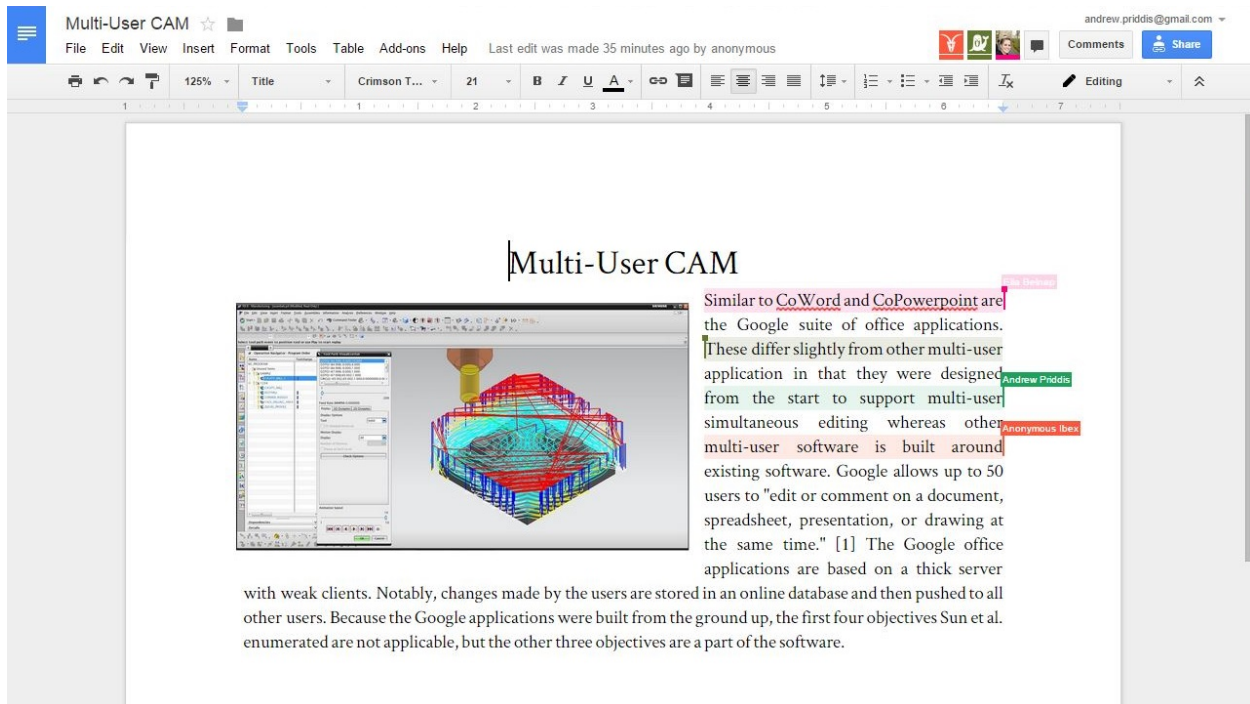 Multi-User CAM
andrew.priddis@gmail.com
File Edit View Insert Format Tools Table Add-ons Help Last edit was made 35 minutes ago by anonymous
Comments
Share
125% Title Crimson T... 21 B I U A Editing
1 1 2 3 4 5 6 7
Multi-User CAM
Similar to CoWord and CoPowerpoint are
the Google suite of office applications.
These differ slightly from other multi-user
application in that they were designed
Andrew Priddis
from the start to support multi-user
simultaneous editing whereas other
Anonymous Ibex
multi-user software is built around
existing software. Google allows up to 50
users to "edit or comment on a document,
spreadsheet, presentation, or drawing at
the same time." [1] The Google office
applications are based on a thick server
with weak clients. Notably, changes made by the users are stored in an online database and then pushed to all
other users. Because the Google applications were built from the ground up, the first four objectives Sun et al.
enumerated are not applicable, but the other three objectives are a part of the software.